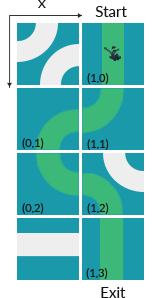 x Start
(1,0)
(0,1) (1,1)
(0,2) (1,2)
(1,3)
Exit